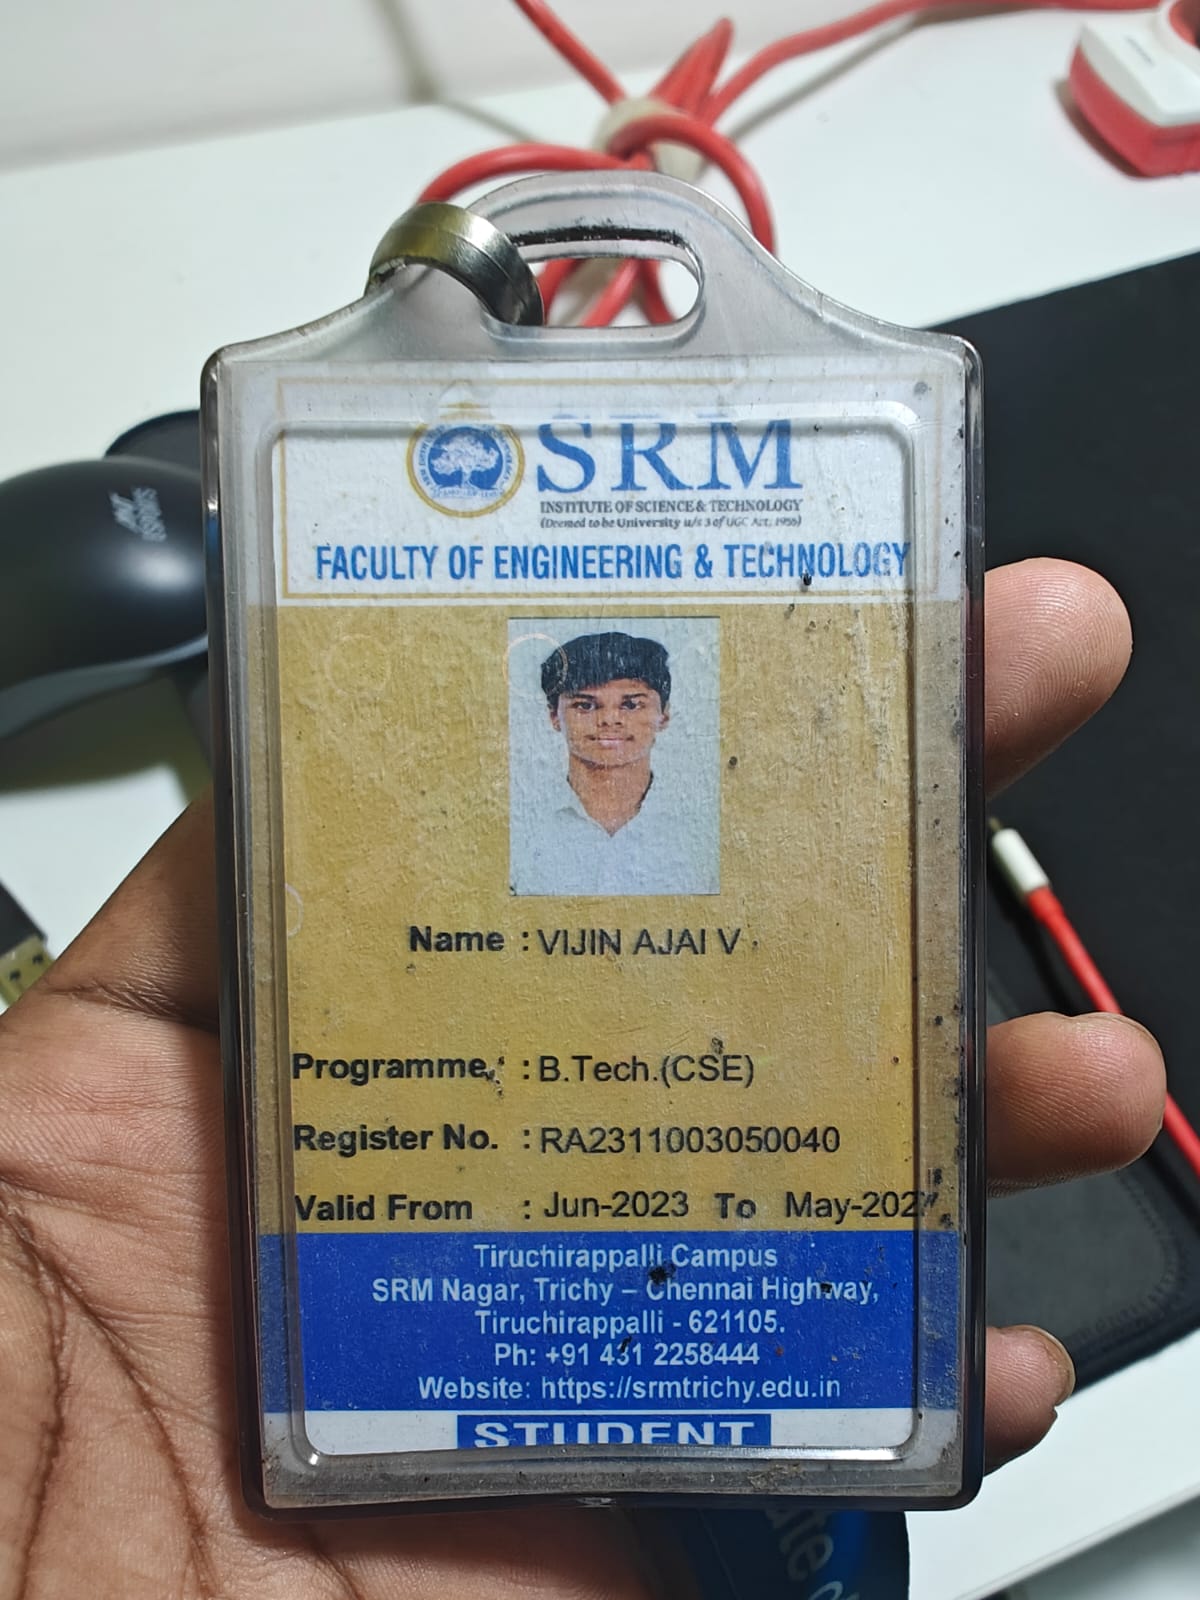 SRM
INSTITUTE OF SCIENCE & TECHNOLOGY
(Deemed to be University u/s 3 of UGC Act, 1956)
FACULTY OF ENGINEERING & TECHNOLOGY
Name : VIJIN AJAI V
Programme : B.Tech.(CSE)
Register No. : RA2311003050040
Valid From : Jun-2023 To May-2027
Tiruchirappalli Campus
SRM Nagar, Trichy – Chennai Highway,
Tiruchirappalli - 621105.
Ph: +91 431 2258444
Website: https://srmtrichy.edu.in
STUDENT